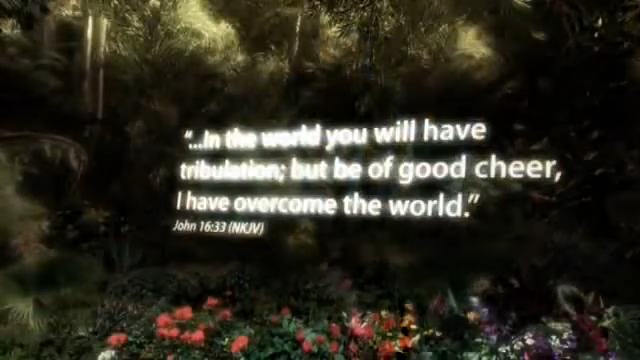 “...In the world you will have
tribulation; but be of good cheer,
I have overcome the world.”
John 16:33 (NKJV)